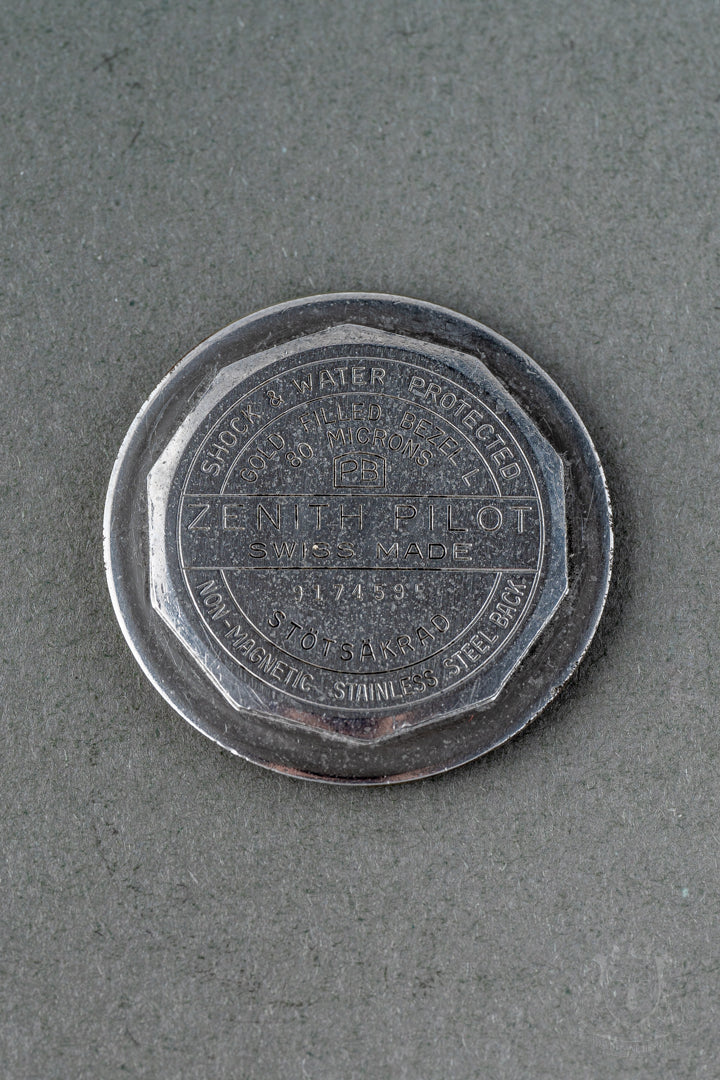 SHOCK & WATER PROTECTED
GOLD FILLED BEZEL L
80 MICRONS
PB
ZENITH PILOT
SWISS MADE
STÖTSÄKRAD
NON-MAGNETIC- STAINLESS STEEL BACK-